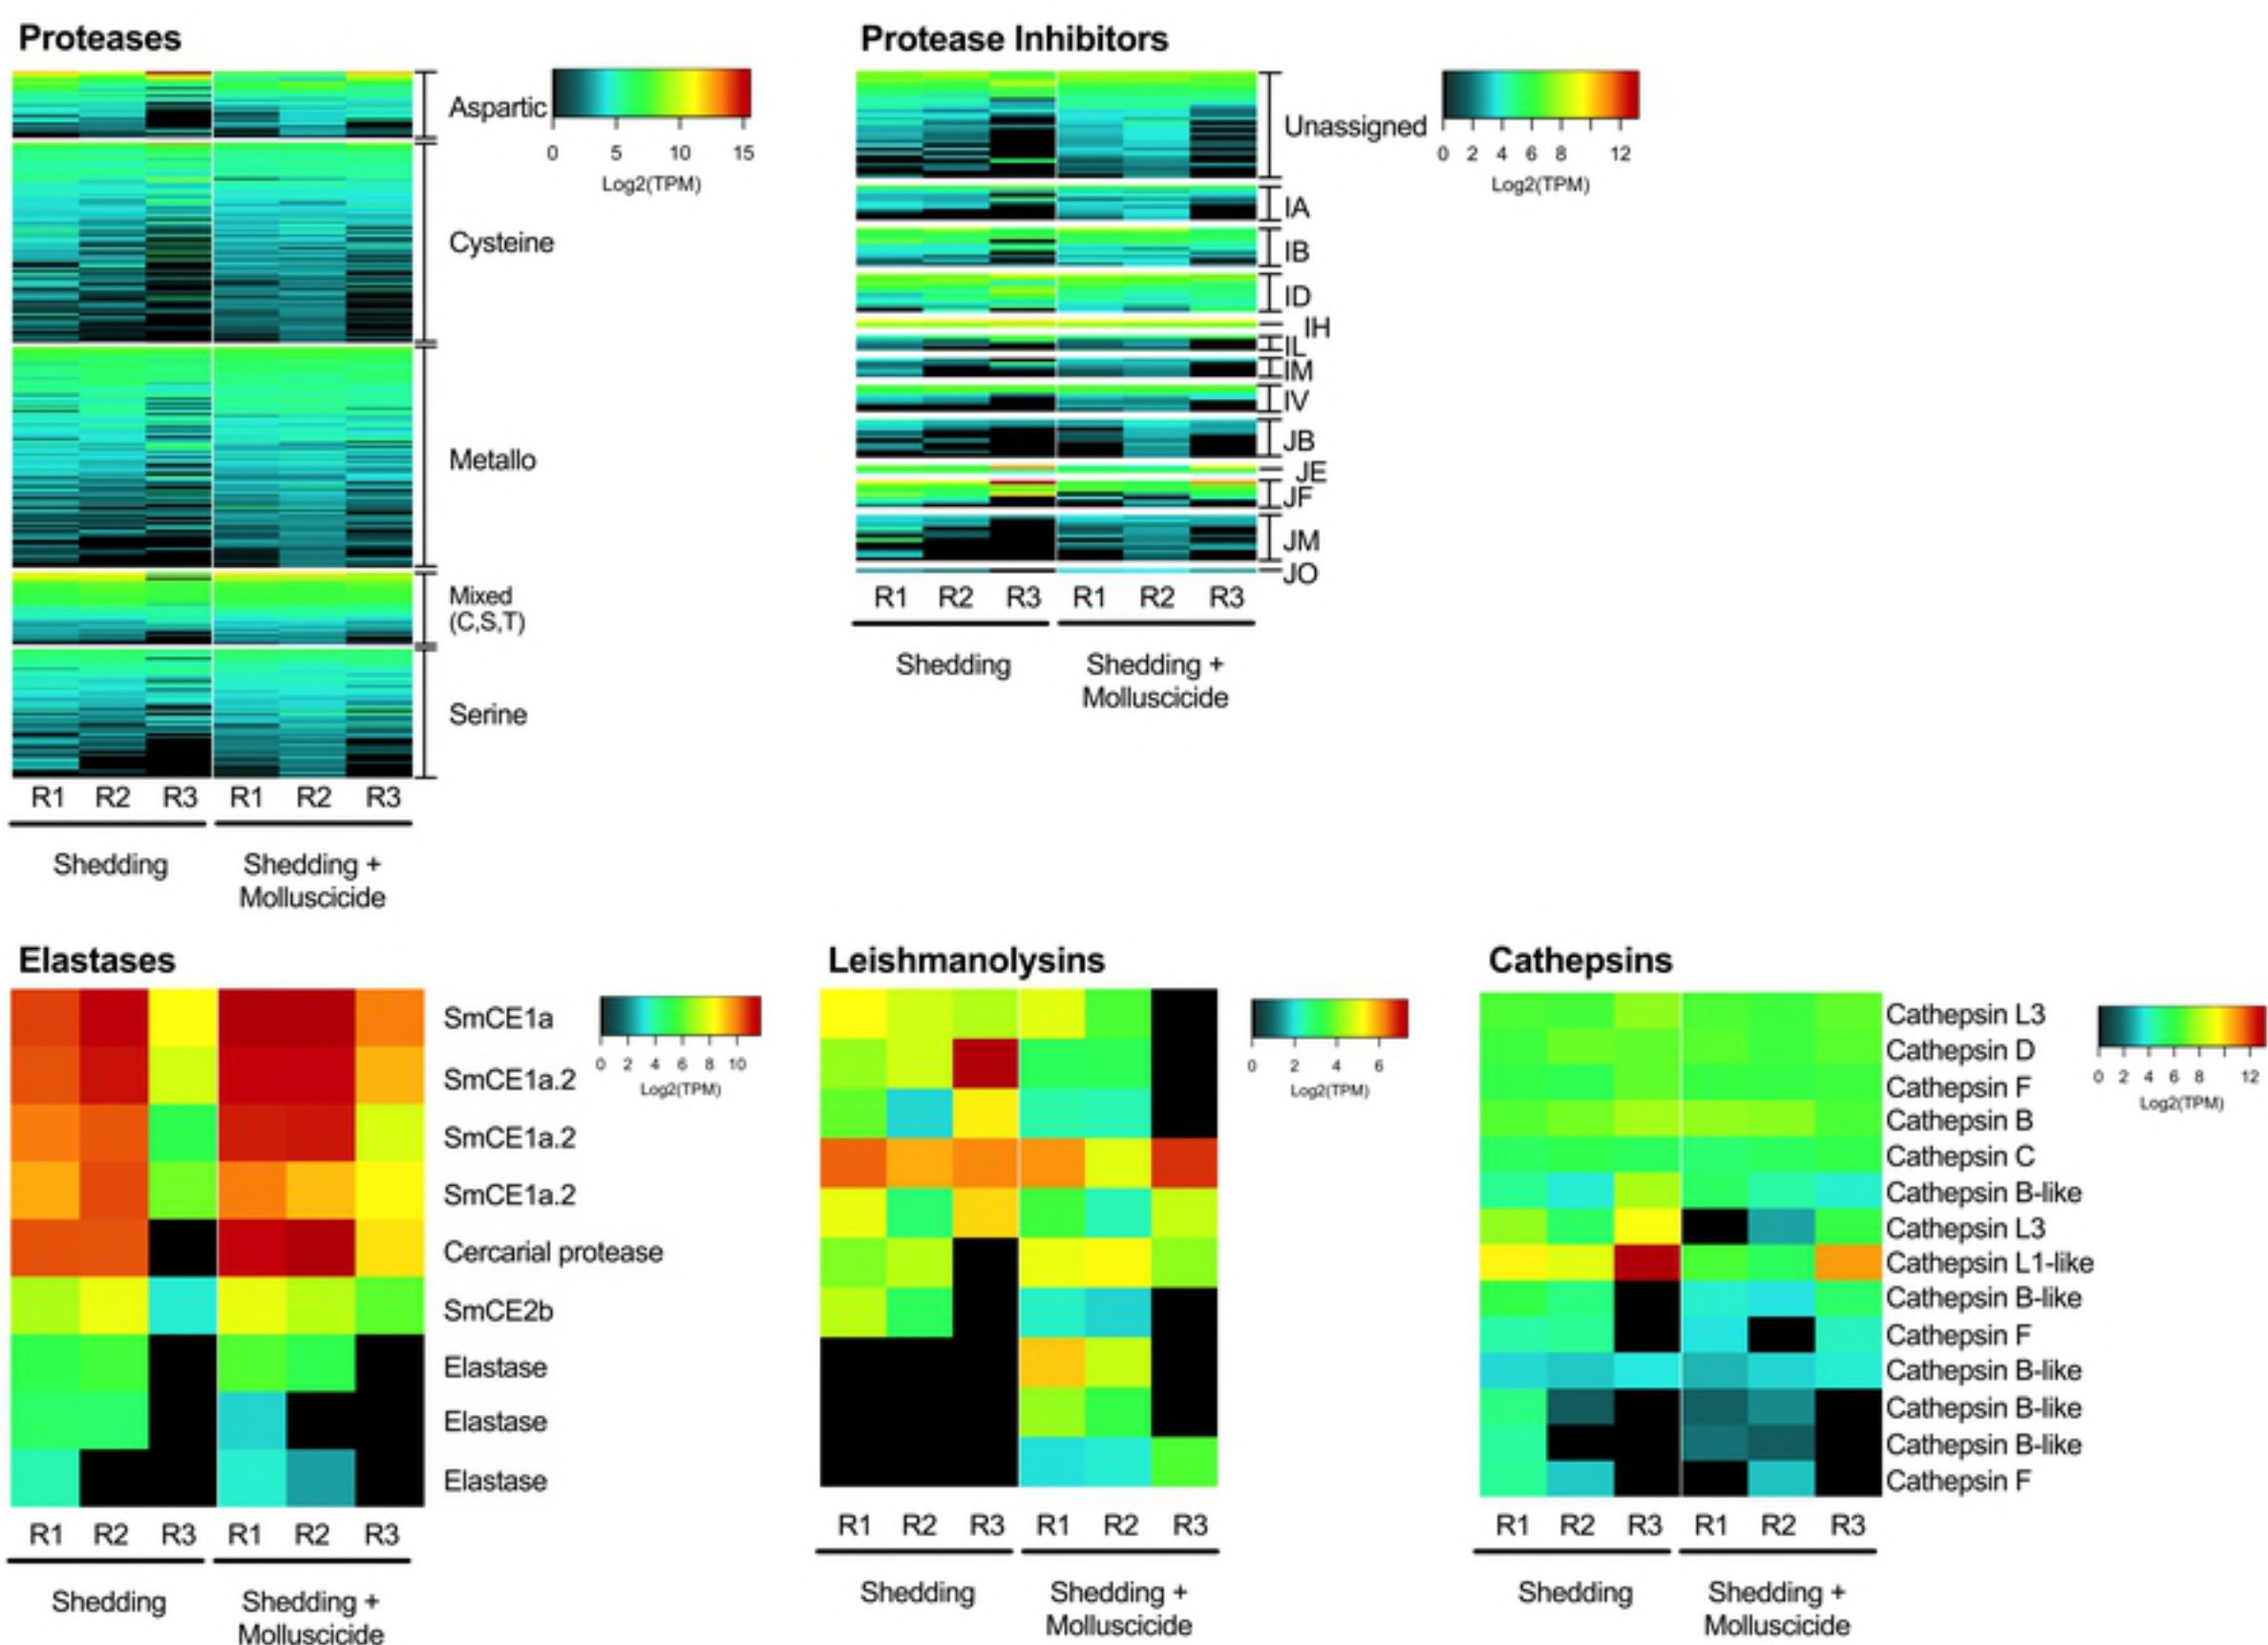 Proteases
Aspartic
Cysteine
Metallo
Mixed
(C,S,T)
Serine
0 5 10 15
Log2(TPM)
R1 R2 R3 R1 R2 R3
Shedding
Shedding +
Molluscicide
Protease Inhibitors
Unassigned
IA
IB
ID
IH
IL
IM
IV
JB
JE
JF
JM
JO
0 2 4 6 8 12
Log2(TPM)
R1 R2 R3 R1 R2 R3
Shedding
Shedding +
Molluscicide
Elastases
SmCE1a
SmCE1a.2
SmCE1a.2
SmCE1a.2
Cercarial protease
SmCE2b
Elastase
Elastase
Elastase
0 2 4 6 8 10
Log2(TPM)
R1 R2 R3 R1 R2 R3
Shedding
Shedding +
Molluscicide
Leishmanolysins
0 2 4 6
Log2(TPM)
R1 R2 R3 R1 R2 R3
Shedding
Shedding +
Molluscicide
Cathepsins
Cathepsin L3
Cathepsin D
Cathepsin F
Cathepsin B
Cathepsin C
Cathepsin B-like
Cathepsin L3
Cathepsin L1-like
Cathepsin B-like
Cathepsin F
Cathepsin B-like
Cathepsin B-like
Cathepsin B-like
Cathepsin F
0 2 4 6 8 12
Log2(TPM)
R1 R2 R3 R1 R2 R3
Shedding
Shedding +
Molluscicide